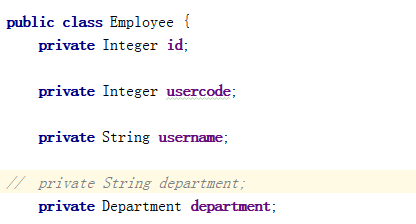 public class Employee {
private Integer id;
private Integer usercode;
private String username;
// private String department;
private Department department;